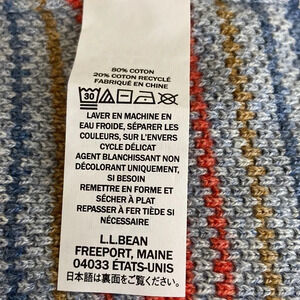 80% COTON
20% COTON RECYCLÉ
FABRIQUÉ EN CHINE
30
LAVER EN MACHINE EN
EAU FROIDE, SÉPARER LES
COULEURS, SUR L'ENVERS
CYCLE DÉLICAT
AGENT BLANCHISSANT NON
DÉCOLORANT UNIQUEMENT,
SI BESOIN
REMETTRE EN FORME ET
SÉCHER À PLAT
REPASSER À FER TIÈDE SI
NÉCESSAIRE
L.L.BEAN
FREEPORT, MAINE
04033 ÉTATS-UNIS
日本語は裏面をご覧ください